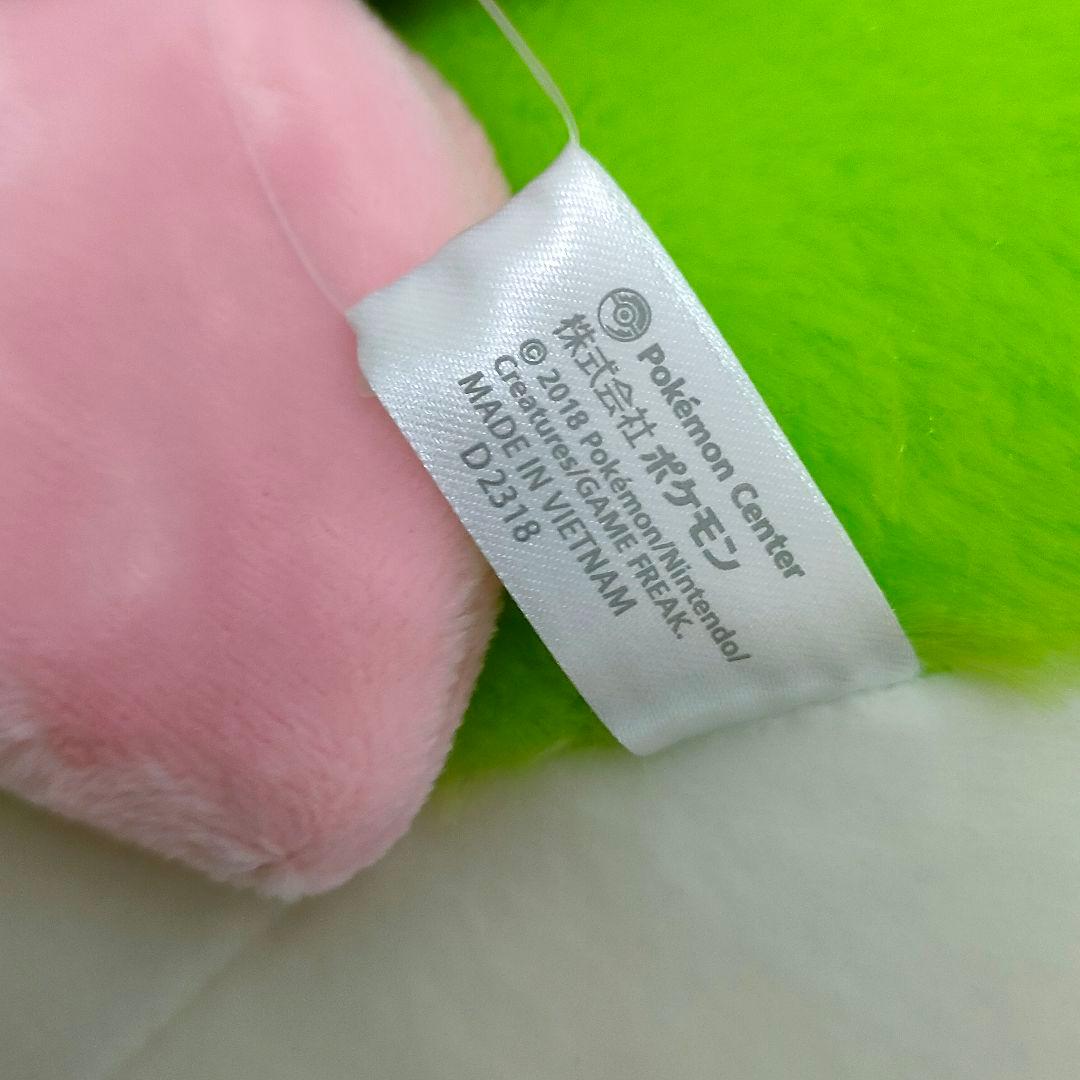 Pokémon Center
株式会社 ポケモン
© 2018 Pokémon/Nintendo/
Creatures/GAME FREAK.
MADE IN VIETNAM
D2318